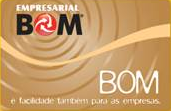 EMPRESARIAL
BOM
BOM
e facilidade também para as empresas.